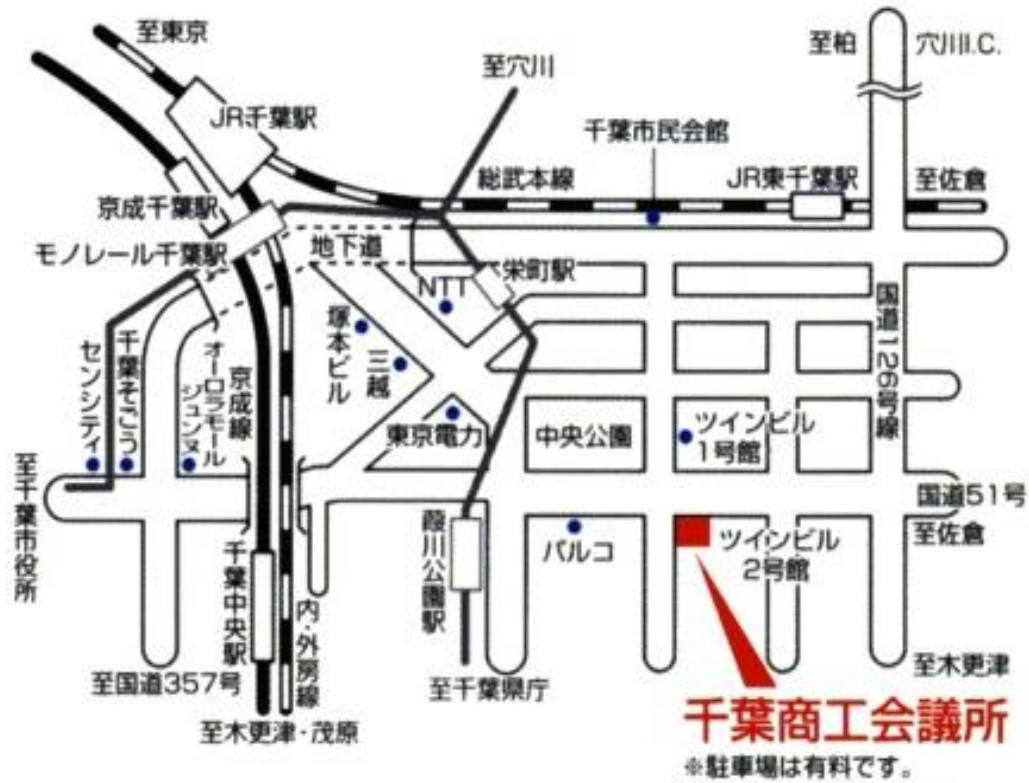 至東京
至柏
穴川I.C.
至穴川
JR千葉駅
千葉市民会館
総武本線
JR東千葉駅
至佐倉
京成千葉駅
モノレール千葉駅
地下道
栄町駅
NTT
国道126号線
塚本ビル
三越
千葉そごう
センシティ
オーロラモール
ジュンヌ
京成線
東京電力
中央公園
ツインビル
1号館
至千葉市役所
国道51号
至佐倉
葭川公園駅
パルコ
ツインビル
2号館
千葉中央駅
内・外房線
至国道357号
至千葉県庁
至木更津
至木更津・茂原
千葉商工会議所
※駐車場は有料です。